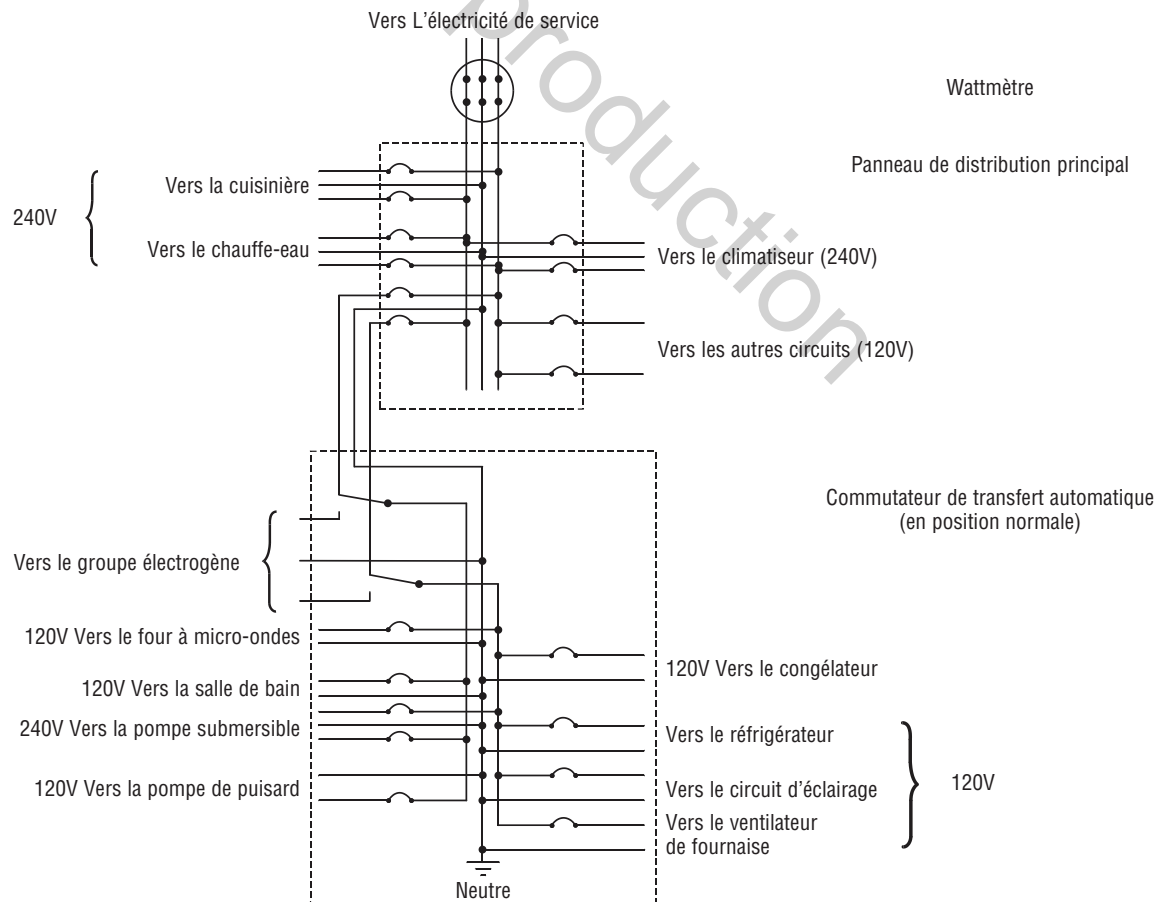 Vers L'électricité de service
Wattmètre
Panneau de distribution principal
Vers la cuisinière
240V
Vers le chauffe-eau
Vers le climatiseur (240V)
Vers les autres circuits (120V)
Commutateur de transfert automatique
(en position normale)
Vers le groupe électrogène
120V Vers le four à micro-ondes
120V Vers le congélateur
120V Vers la salle de bain
240V Vers la pompe submersible
Vers le réfrigérateur
120V Vers la pompe de puisard
Vers le circuit d'éclairage
120V
Vers le ventilateur
de fournaise
Neutre
production